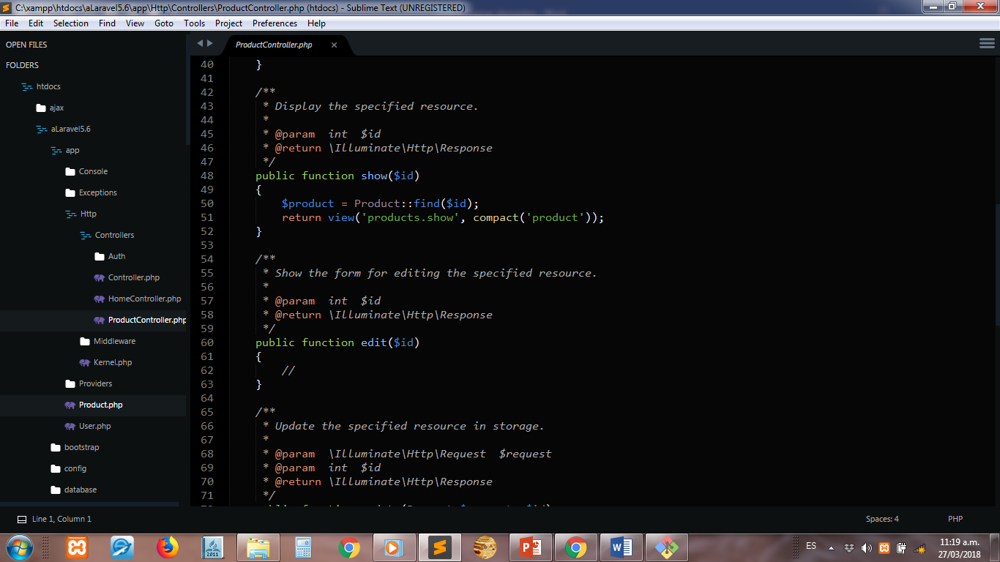 C:\xampp\htdocs\aLaravel5.6\app\Http\Controllers\ProductController.php (htdocs) - Sublime Text (UNREGISTERED)
File Edit Selection Find View Goto Tools Project Preferences Help
OPEN FILES
FOLDERS
htdocs
ajax
aLaravel5.6
app
Console
Exceptions
Http
Controllers
Auth
Controller.php
HomeController.php
ProductController.php
Middleware
Kernel.php
Providers
Product.php
User.php
bootstrap
config
database
ProductController.php
40     }
41
42     /**
43      * Display the specified resource.
44      *
45      * @param  int  $id
46      * @return \Illuminate\Http\Response
47      */
48     public function show($id)
49     {
50         $product = Product::find($id);
51         return view('products.show', compact('product'));
52     }
53
54     /**
55      * Show the form for editing the specified resource.
56      *
57      * @param  int  $id
58      * @return \Illuminate\Http\Response
59      */
60     public function edit($id)
61     {
62         //
63     }
64
65     /**
66      * Update the specified resource in storage.
67      *
68      * @param  \Illuminate\Http\Request  $request
69      * @param  int  $id
70      * @return \Illuminate\Http\Response
71      */
Line 1, Column 1
Spaces: 4 PHP
2011
ES
11:19 a.m.
27/03/2018